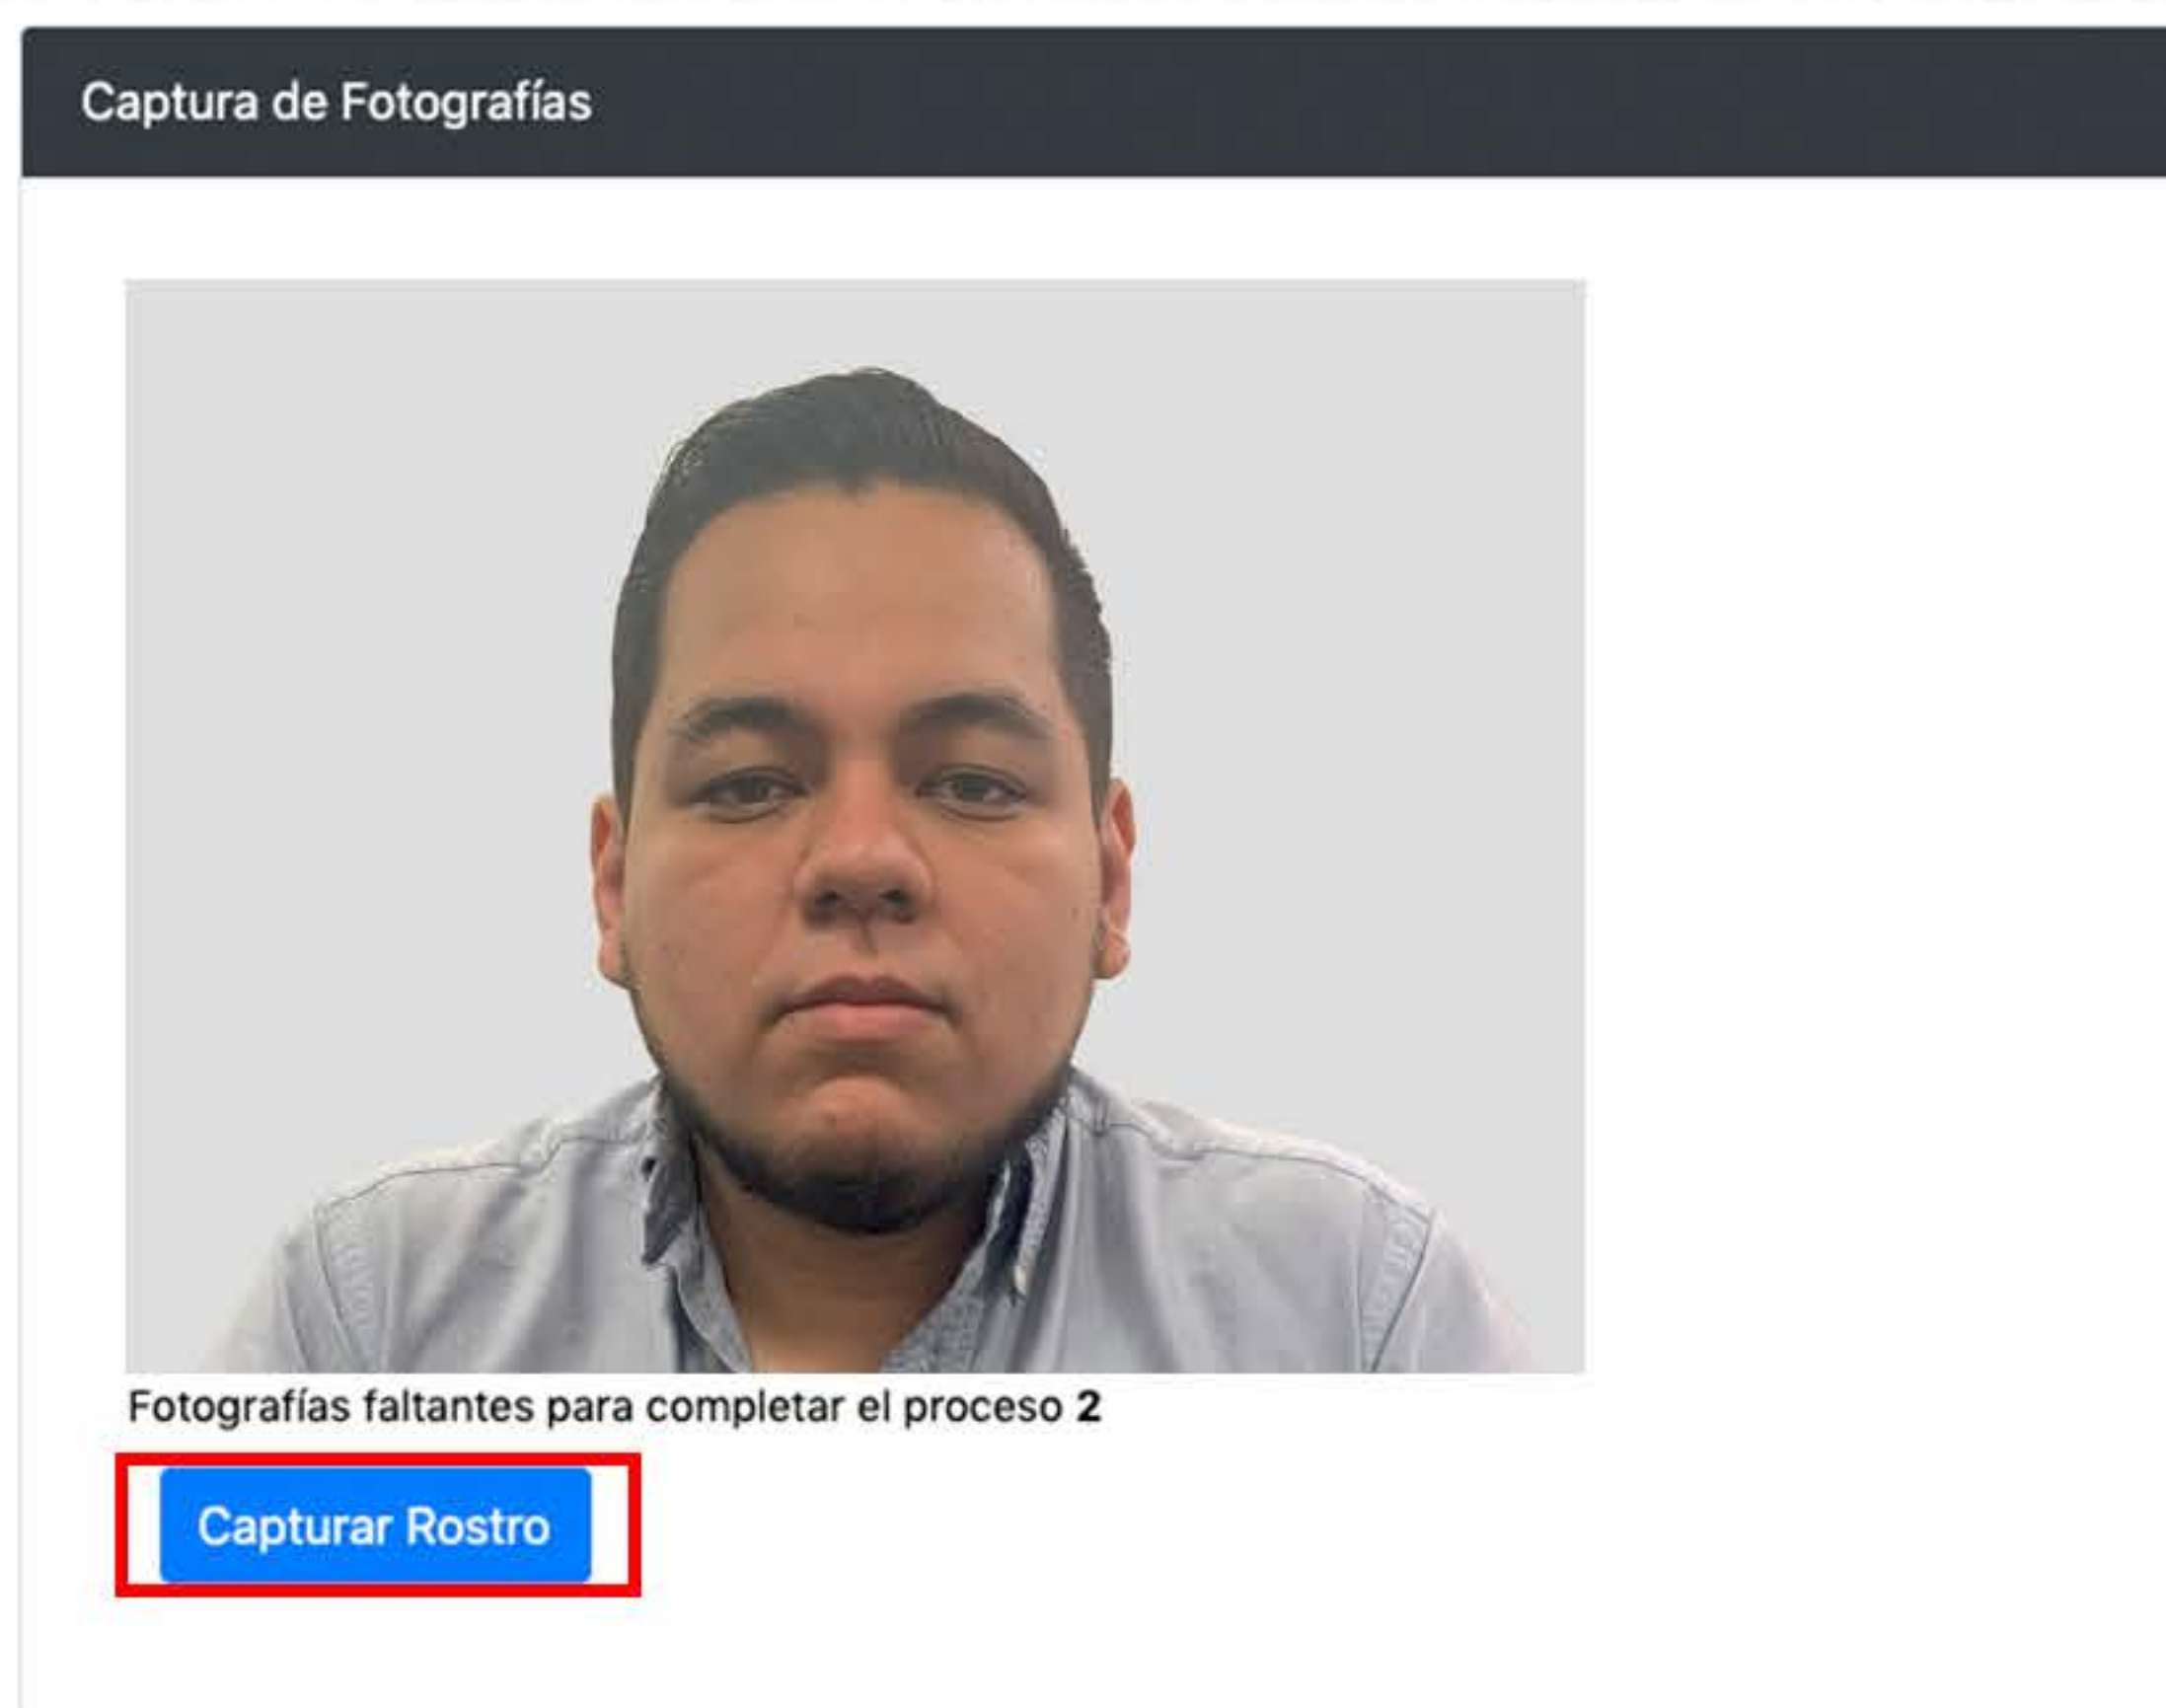 Captura de Fotografías
Fotografías faltantes para completar el proceso 2
Capturar Rostro